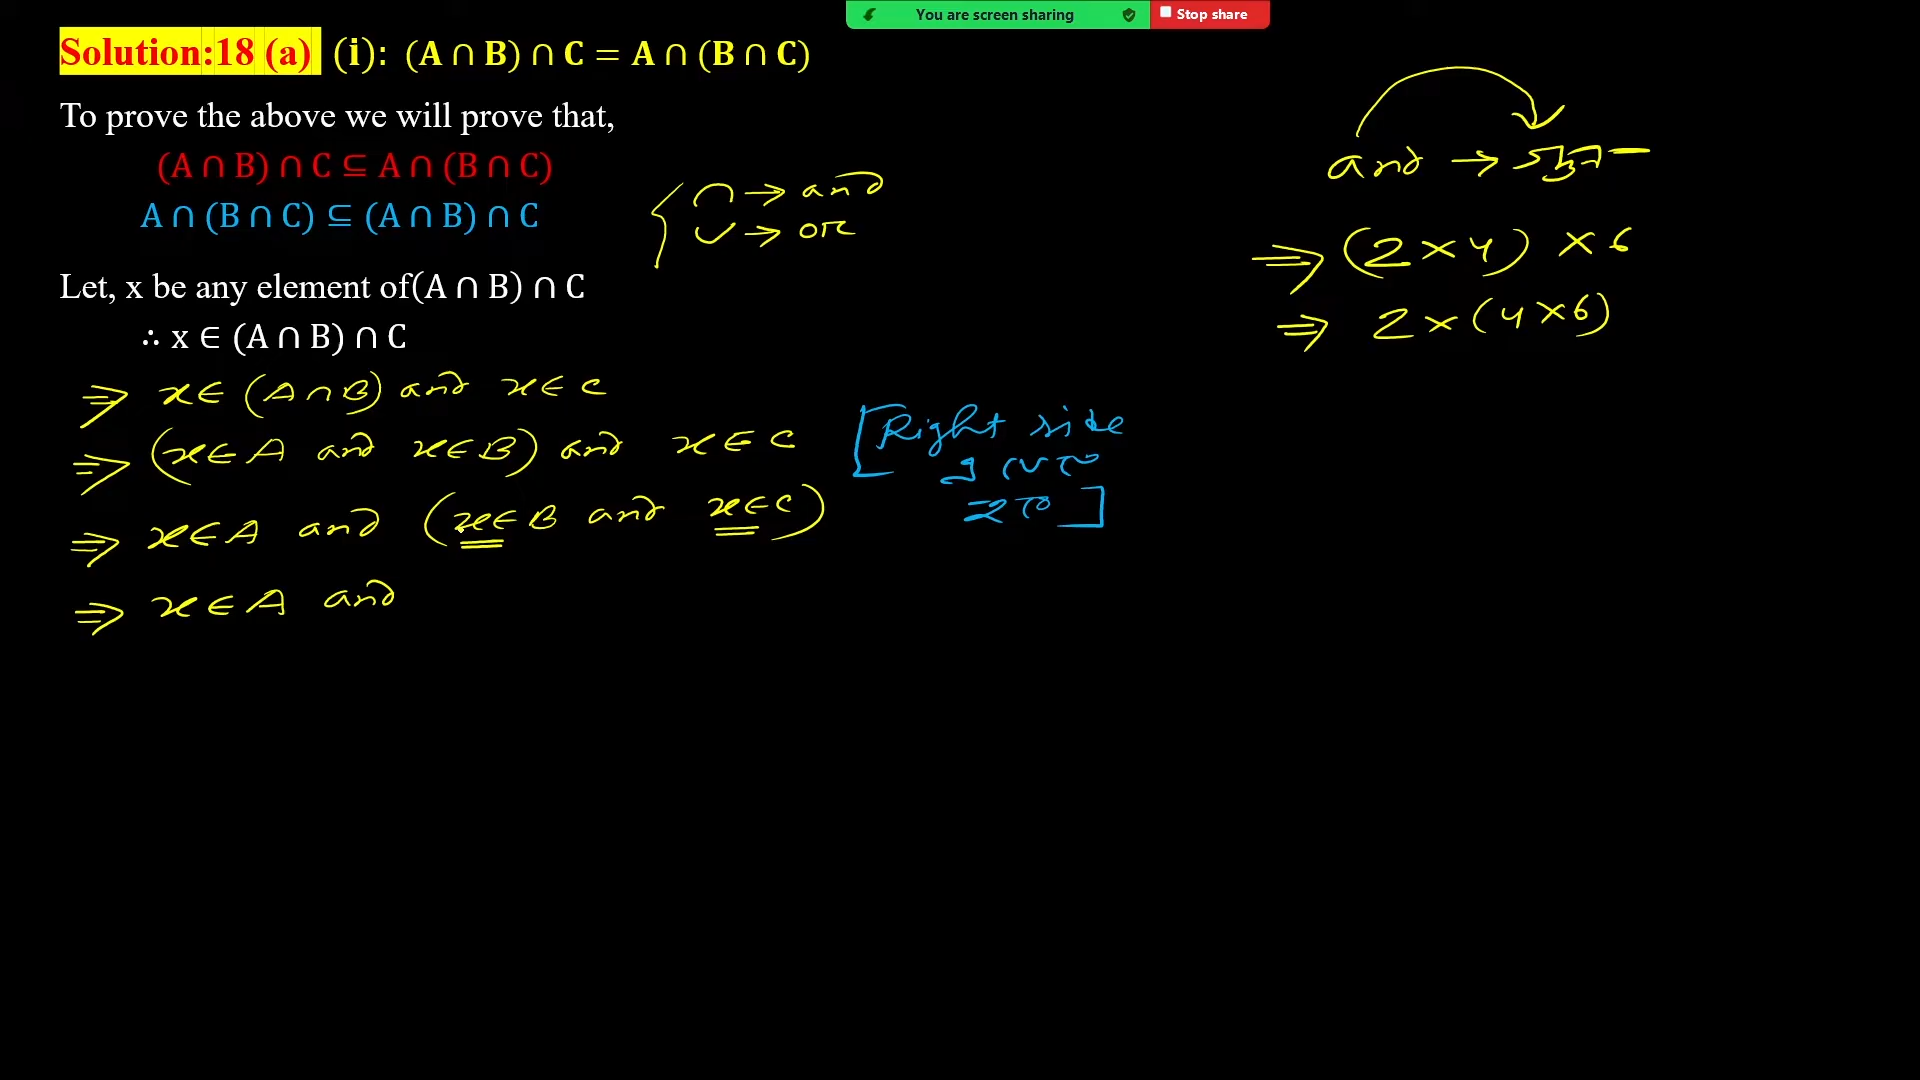 You are screen sharing Stop share
Solution:18 (a) (i): (A ∩ B) ∩ C = A ∩ (B ∩ C)
To prove the above we will prove that,
(A ∩ B) ∩ C ⊆ A ∩ (B ∩ C)
A ∩ (B ∩ C) ⊆ (A ∩ B) ∩ C
∩ → and
∪ → or
Let, x be any element of(A ∩ B) ∩ C
∴ x ∈ (A ∩ B) ∩ C
⇒ x ∈ (A ∩ B) and x ∈ C
⇒ (x ∈ A and x ∈ B) and x ∈ C
⇒ x ∈ A and (x ∈ B and x ∈ C)
⇒ x ∈ A and
[Right side
and →
⇒ (2 × 4) × 6
⇒ 2 × (4 × 6)